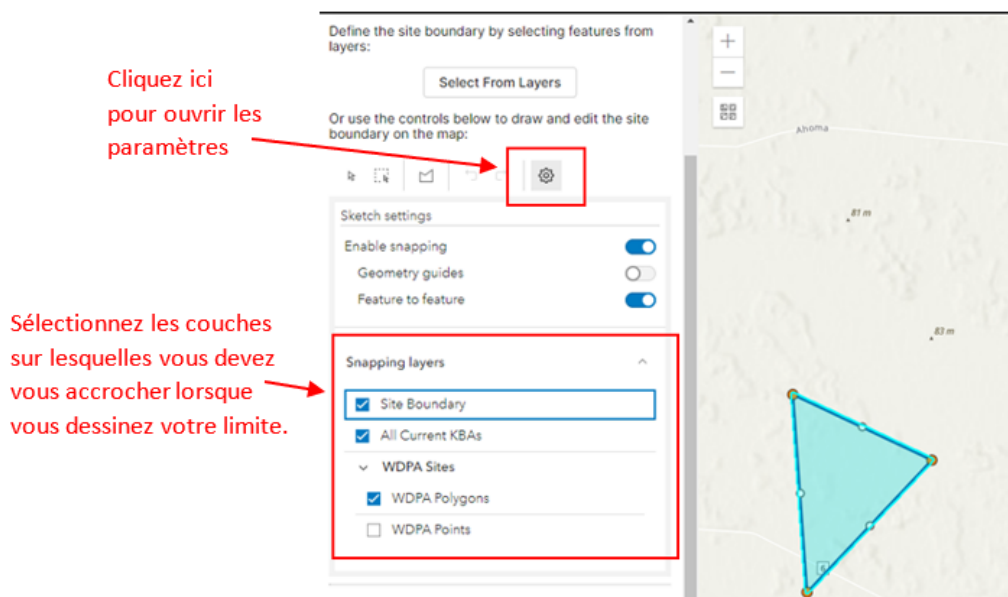 Define the site boundary by selecting features from
layers:
Select From Layers
Cliquez ici
pour ouvrir les
paramètres
Or use the controls below to draw and edit the site
boundary on the map:
Sketch settings
Enable snapping
Geometry guides
Feature to feature
Sélectionnez les couches
sur lesquelles vous devez
vous accrocher lorsque
vous dessinez votre limite.
Snapping layers
Site Boundary
All Current KBAs
WDPA Sites
WDPA Polygons
WDPA Points
Ahoma
81 m
83 m